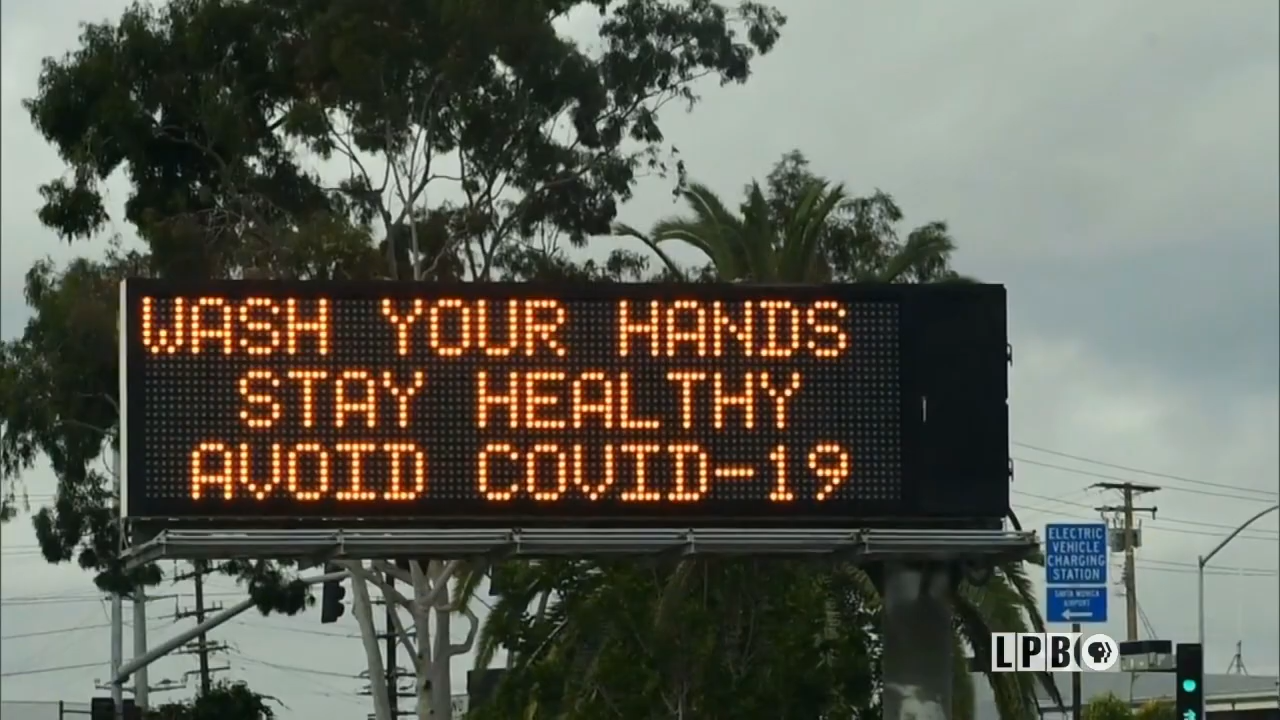 WASH YOUR HANDS
STAY HEALTHY
AVOID COVID-19
ELECTRIC
VEHICLE
CHARGING
STATION
SANTA MONICA
AIRPORT
LPB